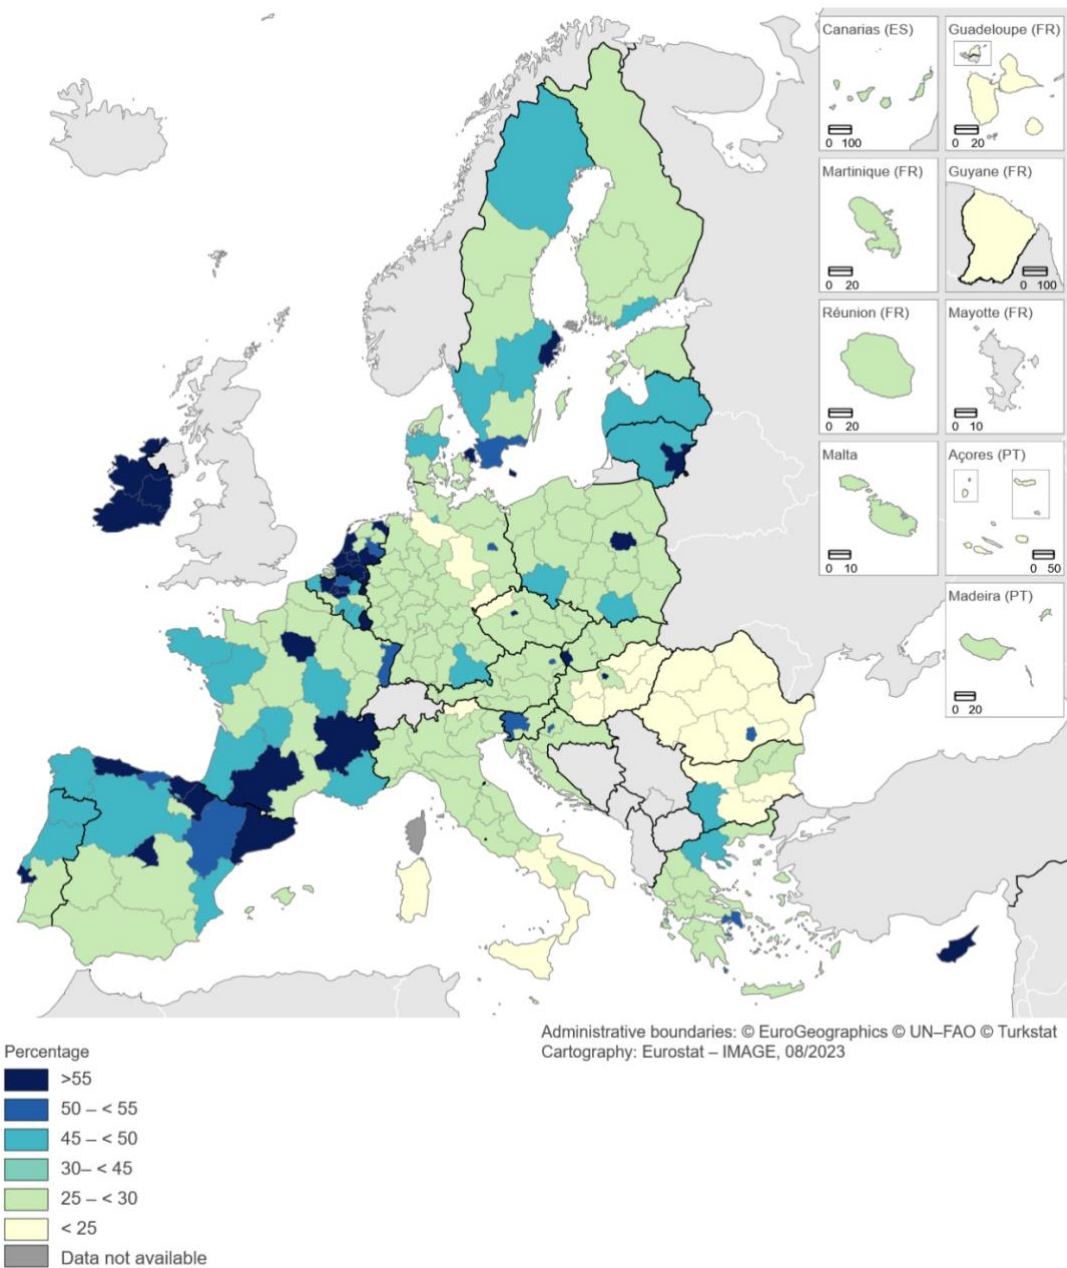 Canarias (ES)
0 100
Guadeloupe (FR)
0 20
Martinique (FR)
0 20
Guyane (FR)
0 100
Réunion (FR)
0 20
Mayotte (FR)
0 10
Malta
0 10
Açores (PT)
0 50
Madeira (PT)
0 20
Administrative boundaries: © EuroGeographics © UN–FAO © Turkstat
Cartography: Eurostat – IMAGE, 08/2023
Percentage
>55
50 – < 55
45 – < 50
30– < 45
25 – < 30
< 25
Data not available